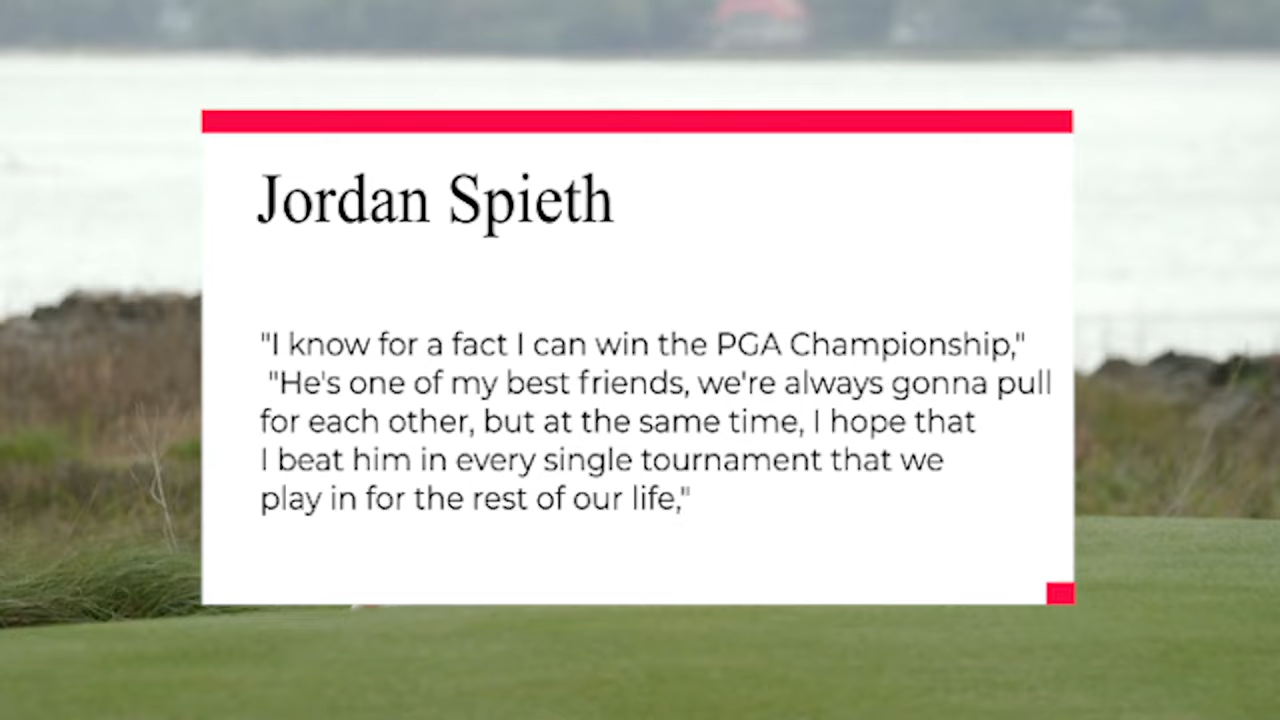 Jordan Spieth
"I know for a fact I can win the PGA Championship,"
"He's one of my best friends, we're always gonna pull
for each other, but at the same time, I hope that
I beat him in every single tournament that we
play in for the rest of our life,"